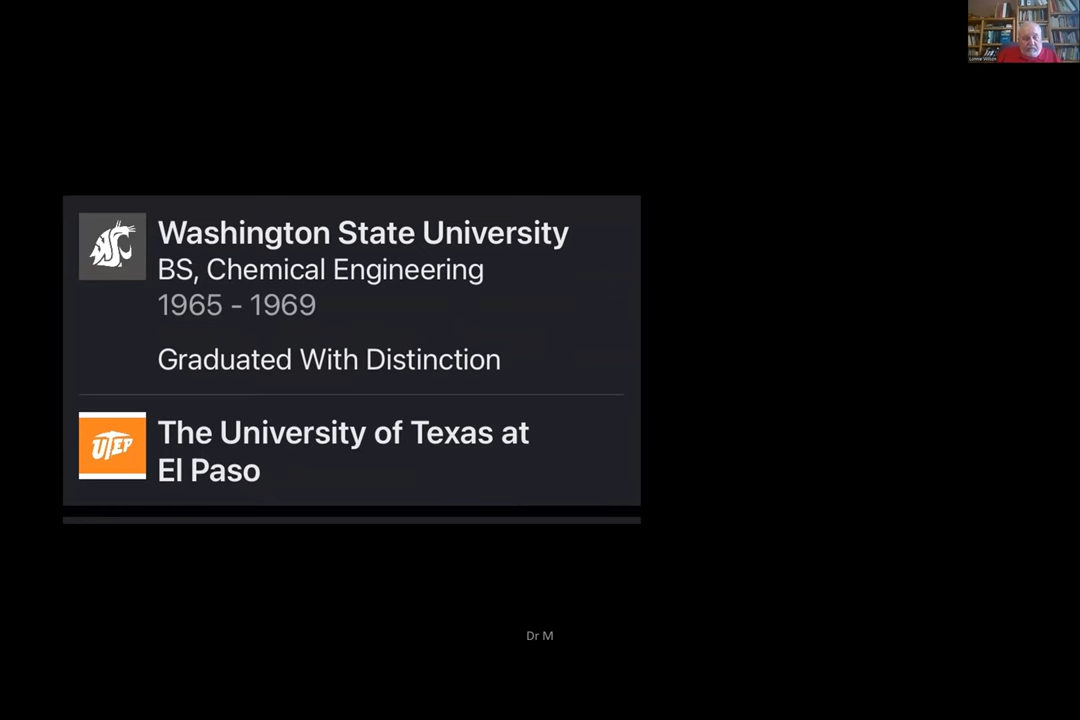 Washington State University
BS, Chemical Engineering
1965 - 1969
Graduated With Distinction
UTEP
The University of Texas at
El Paso
Dr M